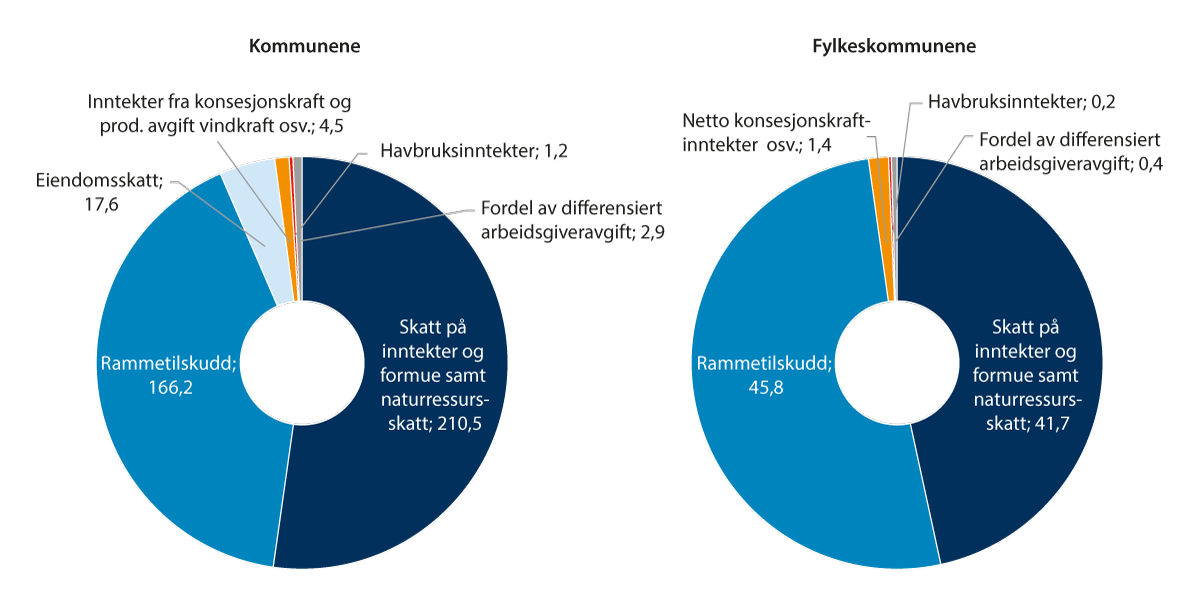 Kommunene
Inntekter fra konsesjonskraft og
prod. avgift vindkraft osv.; 4,5
Havbruksinntekter; 1,2
Eiendomsskatt;
17,6
Fordel av differensiert
arbeidsgiveravgift; 2,9
Rammetilskudd;
166,2
Skatt på
inntekter og
formue samt
naturressurs-
skatt; 210,5
Fylkeskommunene
Havbruksinntekter; 0,2
Netto konsesjonskraft-
inntekter osv.; 1,4
Fordel av differensiert
arbeidsgiveravgift; 0,4
Rammetilskudd;
45,8
Skatt på
inntekter og
formue samt
naturressurs-
skatt; 41,7